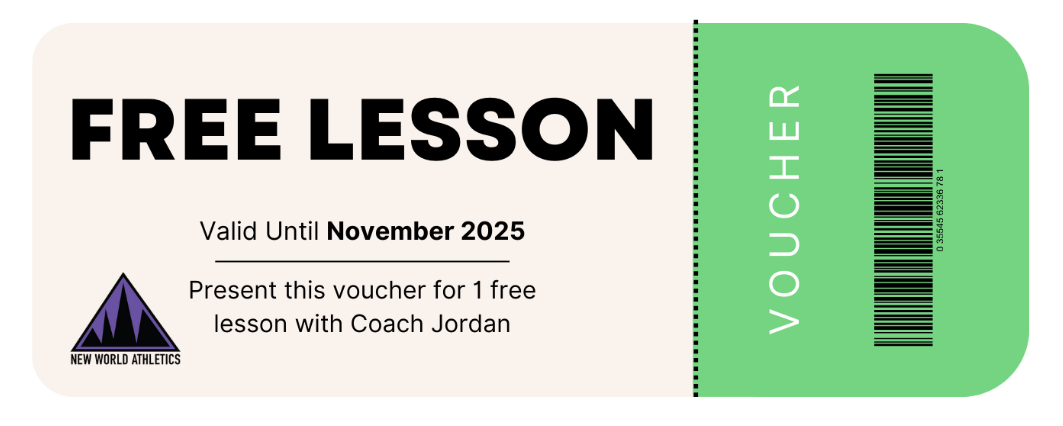 FREE LESSON
Valid Until November 2025
Present this voucher for 1 free
lesson with Coach Jordan
NEW WORLD ATHLETICS
VOUCHER
0 35545 62336 78 1